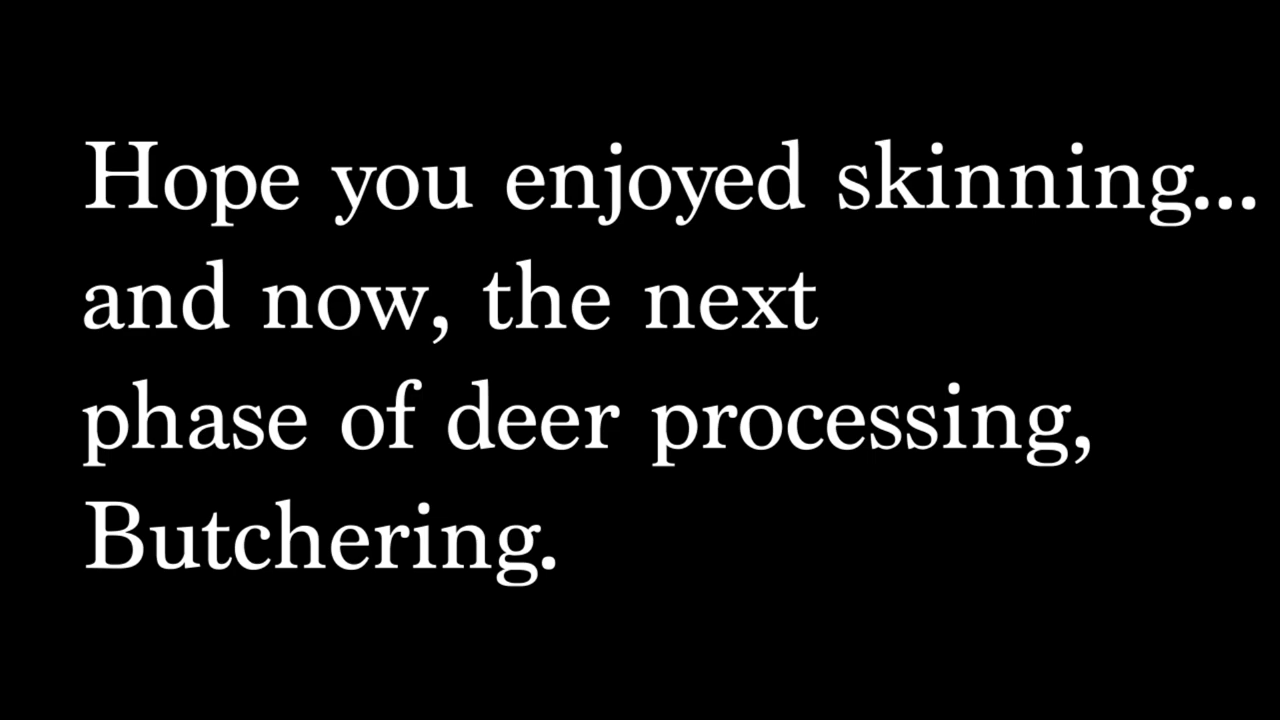 Hope you enjoyed skinning...
and now, the next
phase of deer processing,
Butchering.